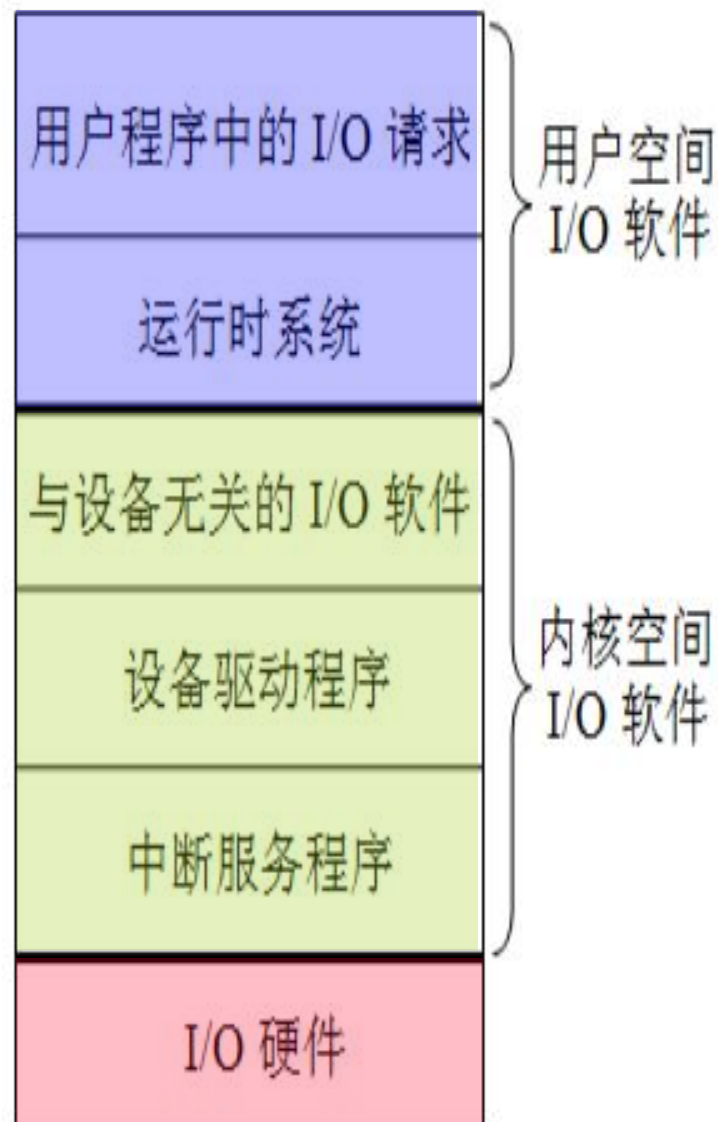 用户程序中的 I/O 请求
用户空间
I/O 软件
运行时系统
与设备无关的 I/O 软件
设备驱动程序
内核空间
I/O 软件
中断服务程序
I/O 硬件